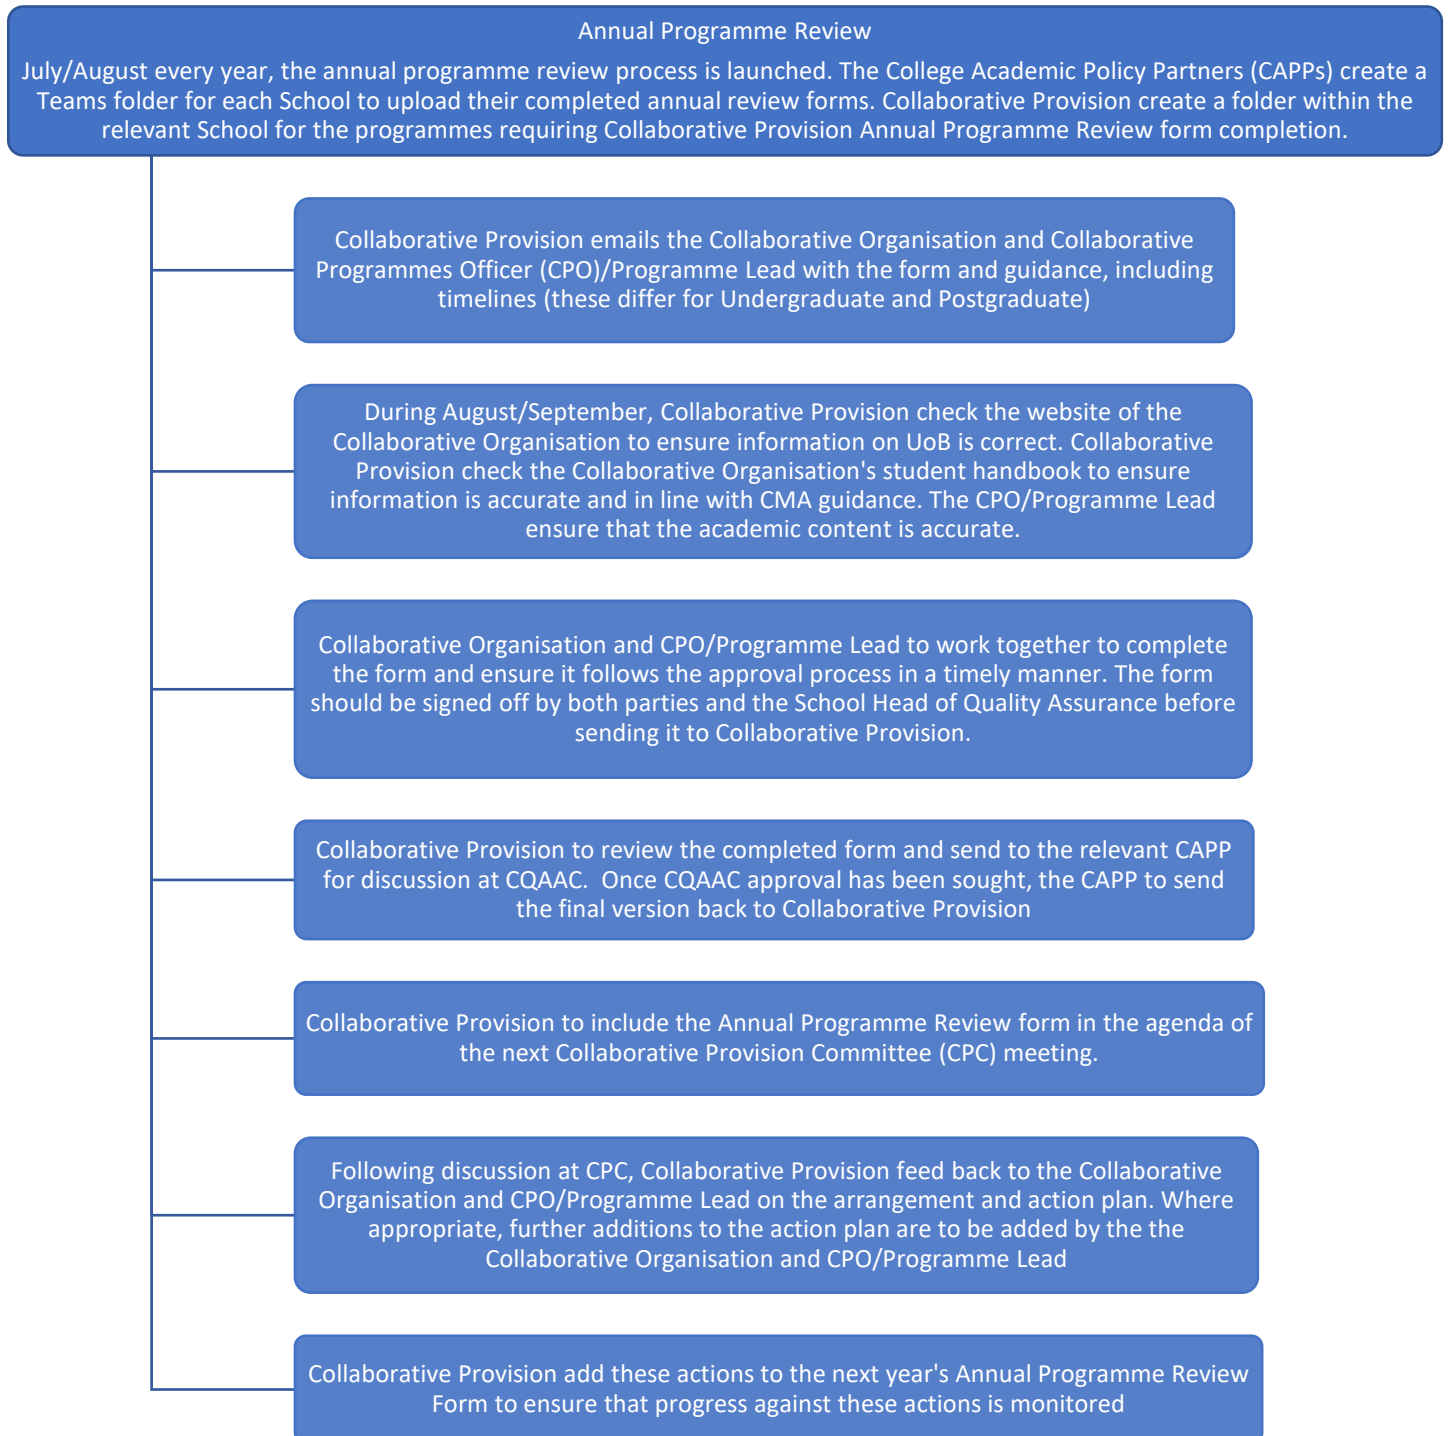 Annual Programme Review
July/August every year, the annual programme review process is launched. The College Academic Policy Partners (CAPPs) create a
Teams folder for each School to upload their completed annual review forms. Collaborative Provision create a folder within the
relevant School for the programmes requiring Collaborative Provision Annual Programme Review form completion.
Collaborative Provision emails the Collaborative Organisation and Collaborative
Programmes Officer (CPO)/Programme Lead with the form and guidance, including
timelines (these differ for Undergraduate and Postgraduate)
During August/September, Collaborative Provision check the website of the
Collaborative Organisation to ensure information on UoB is correct. Collaborative
Provision check the Collaborative Organisation's student handbook to ensure
information is accurate and in line with CMA guidance. The CPO/Programme Lead
ensure that the academic content is accurate.
Collaborative Organisation and CPO/Programme Lead to work together to complete
the form and ensure it follows the approval process in a timely manner. The form
should be signed off by both parties and the School Head of Quality Assurance before
sending it to Collaborative Provision.
Collaborative Provision to review the completed form and send to the relevant CAPP
for discussion at CQAAC.  Once CQAAC approval has been sought, the CAPP to send
the final version back to Collaborative Provision
Collaborative Provision to include the Annual Programme Review form in the agenda of
the next Collaborative Provision Committee (CPC) meeting.
Following discussion at CPC, Collaborative Provision feed back to the Collaborative
Organisation and CPO/Programme Lead on the arrangement and action plan. Where
appropriate, further additions to the action plan are to be added by the the
Collaborative Organisation and CPO/Programme Lead
Collaborative Provision add these actions to the next year's Annual Programme Review
Form to ensure that progress against these actions is monitored